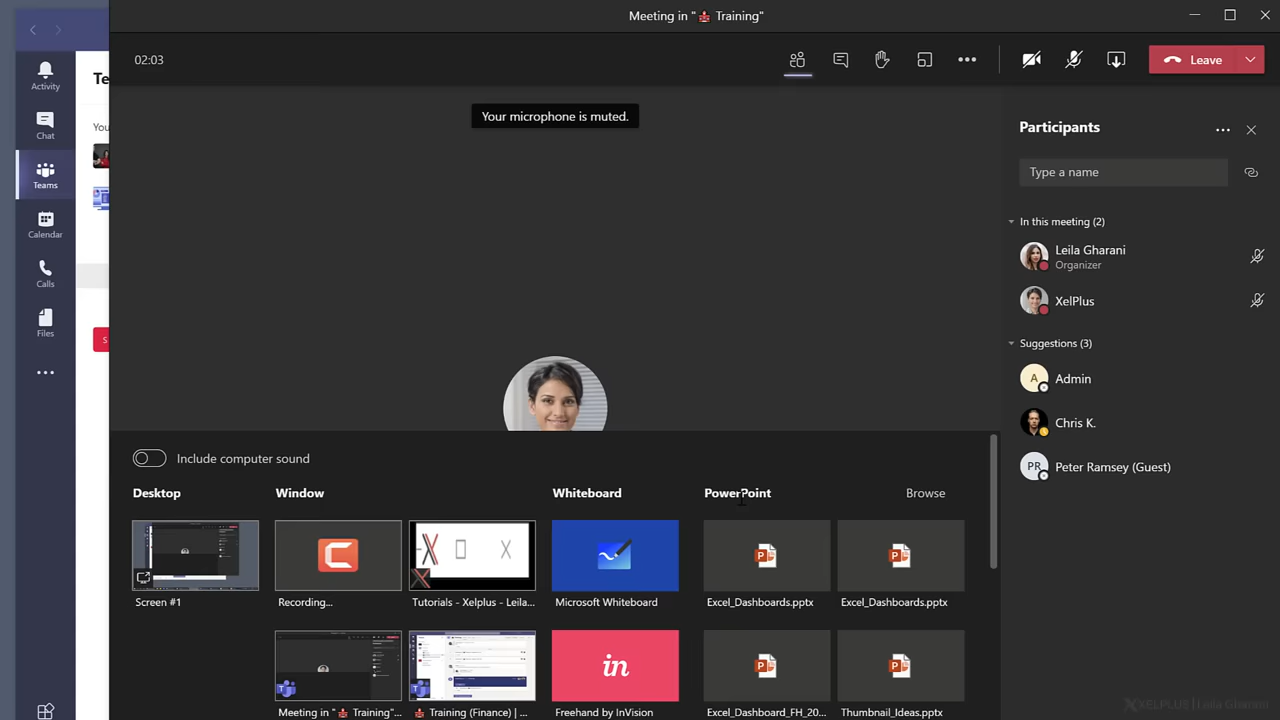 Meeting in " Training"
02:03
Leave
Activity
Te
Chat
You
Teams
Calendar
Calls
Files
S
Your microphone is muted.
Participants
Type a name
In this meeting (2)
Leila Gharani
Organizer
XelPlus
Suggestions (3)
A
Admin
Chris K.
PR
Peter Ramsey (Guest)
Include computer sound
Desktop
Window
Whiteboard
PowerPoint
Browse
Screen #1
Recording...
Tutorials - Xelplus - Leila...
Microsoft Whiteboard
Excel_Dashboards.pptx
Excel_Dashboards.pptx
in
Meeting in " Training"...
Training (Finance) | ...
Freehand by InVision
Excel_Dashboard_FH_20...
Thumbnail_Ideas.pptx
XELPLUS | Leila Gharani